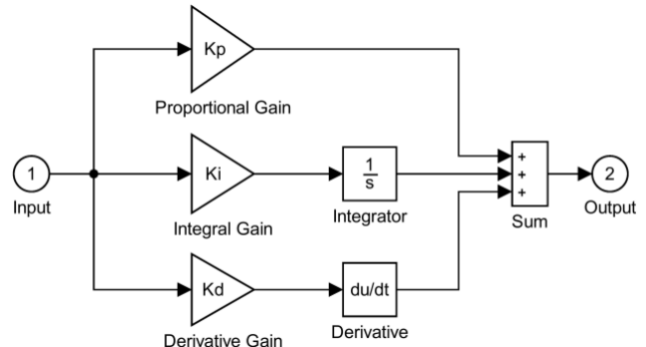 Kp
Proportional Gain
1
Input
Ki
Integral Gain
1
s
Integrator
+
+
+
Sum
2
Output
Kd
Derivative Gain
du/dt
Derivative